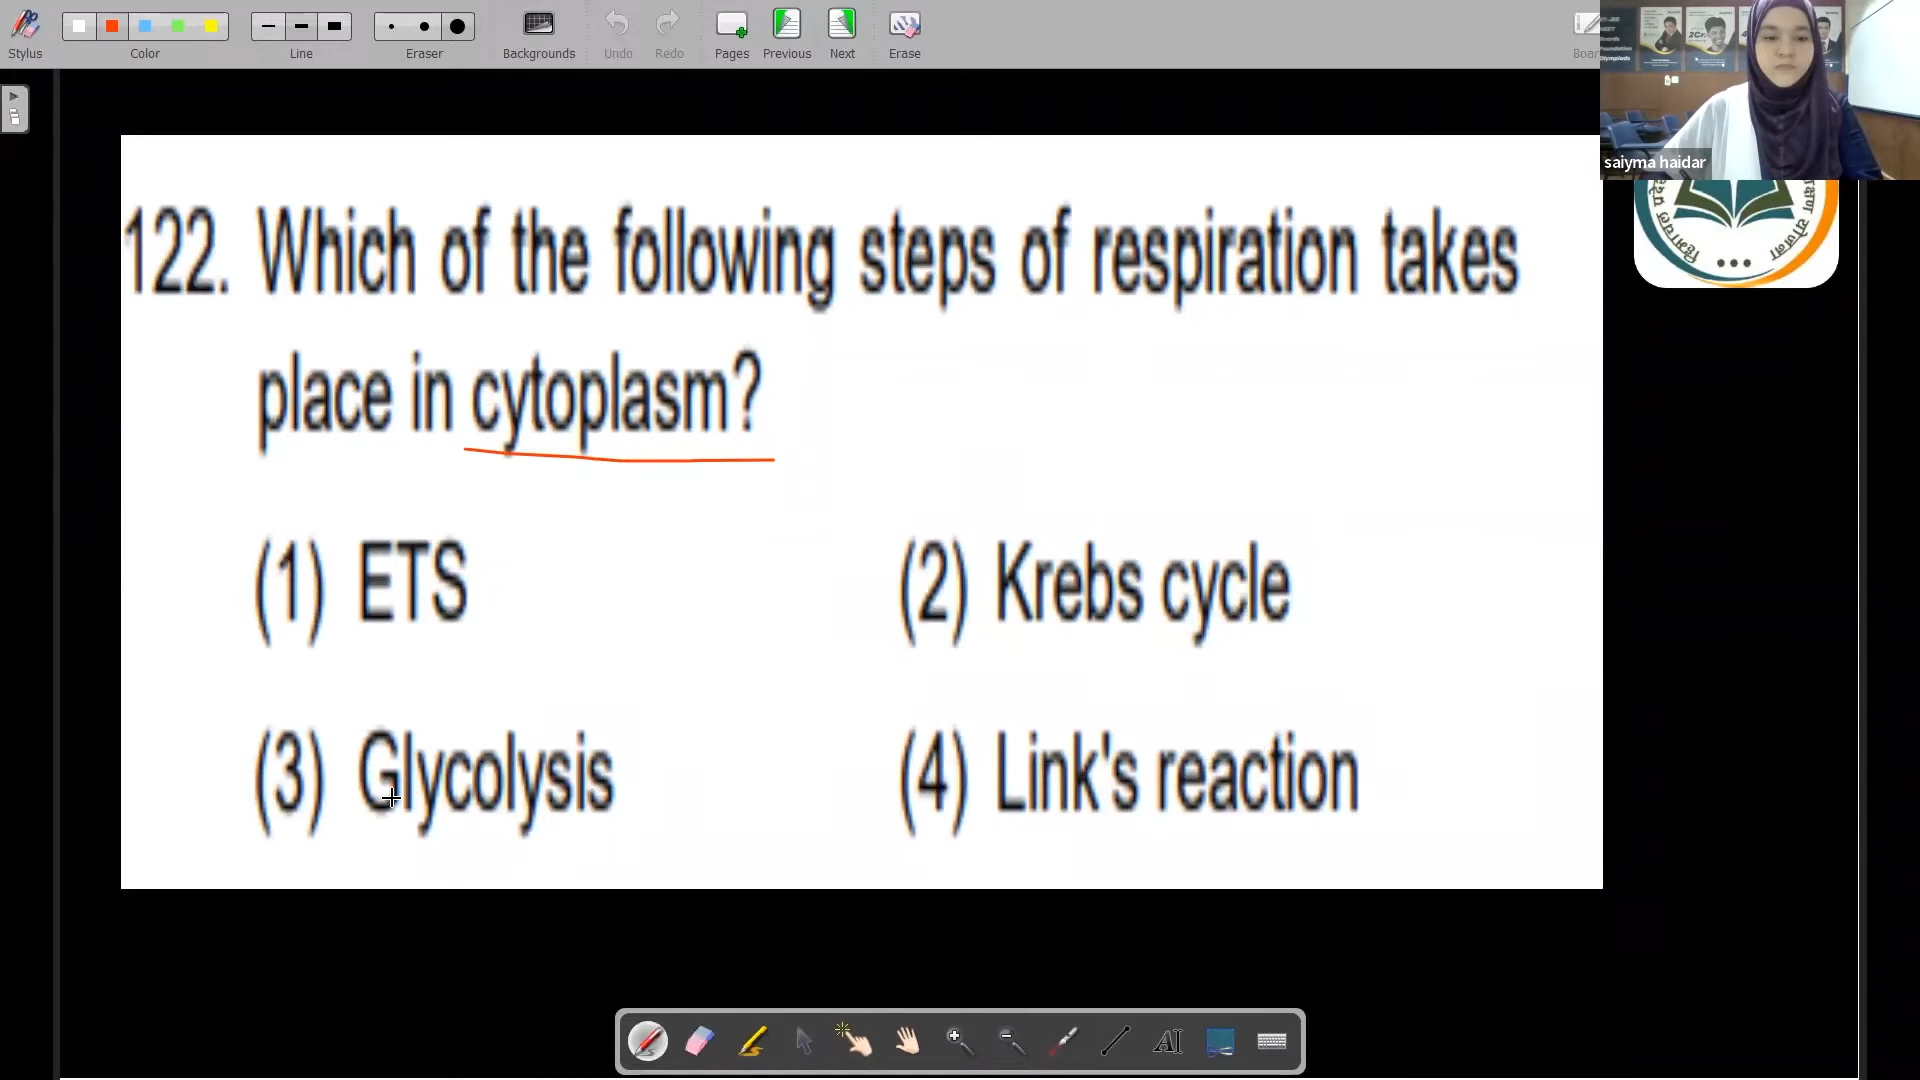 Stylus
Color
Line
Eraser
Backgrounds
Undo
Redo
Pages
Previous
Next
Erase
2Cr
saiyma haidar
122. Which of the following steps of respiration takes
place in cytoplasm?
(1) ETS
(2) Krebs cycle
(3) Glycolysis
(4) Link's reaction